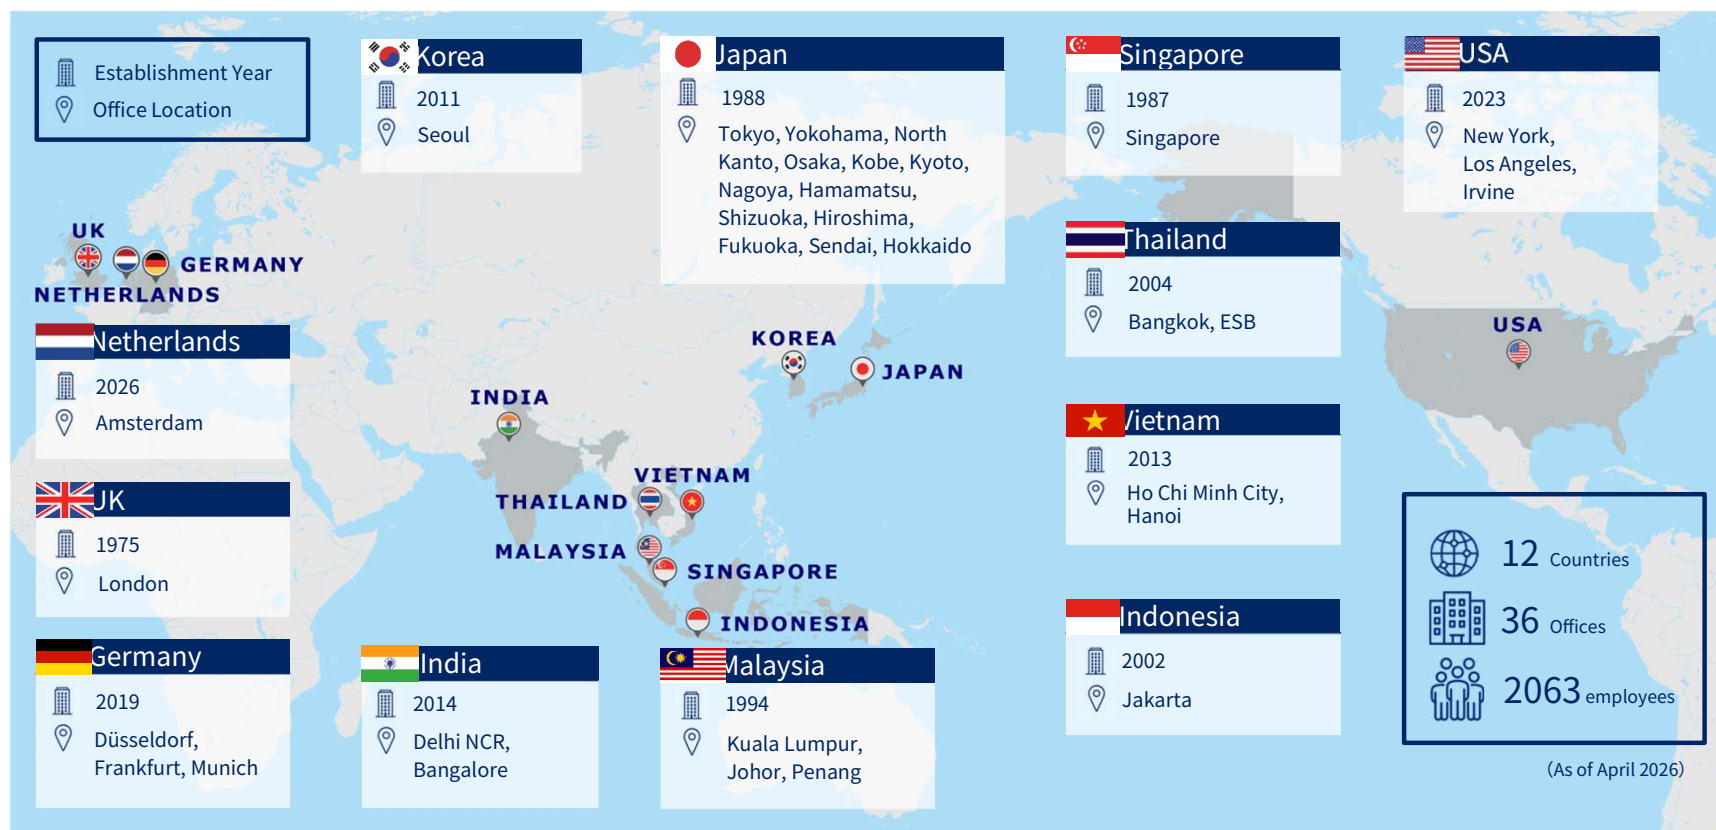 Establishment Year
Office Location
Korea
2011
Seoul
Japan
1988
Tokyo, Yokohama, North
Kanto, Osaka, Kobe, Kyoto,
Nagoya, Hamamatsu,
Shizuoka, Hiroshima,
Fukuoka, Sendai, Hokkaido
Singapore
1987
Singapore
USA
2023
New York,
Los Angeles,
Irvine
Thailand
2004
Bangkok, ESB
UK
GERMANY
NETHERLANDS
Netherlands
2026
Amsterdam
KOREA
JAPAN
INDIA
VIETNAM
THAILAND
MALAYSIA
SINGAPORE
INDONESIA
USA
Vietnam
2013
Ho Chi Minh City,
Hanoi
UK
1975
London
Germany
2019
Düsseldorf,
Frankfurt, Munich
India
2014
Delhi NCR,
Bangalore
Malaysia
1994
Kuala Lumpur,
Johor, Penang
Indonesia
2002
Jakarta
12 Countries
36 Offices
2063 employees
(As of April 2026)